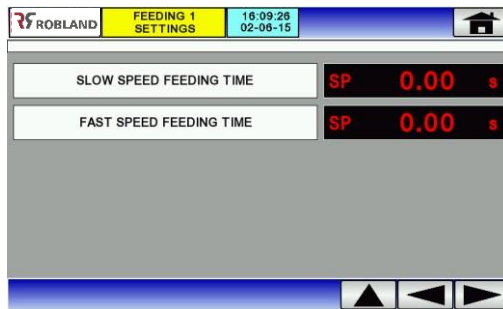 ROBLAND
FEEDING 1
SETTINGS
16:09:26
02-06-15
SLOW SPEED FEEDING TIME
SP 0.00 s
FAST SPEED FEEDING TIME
SP 0.00 s